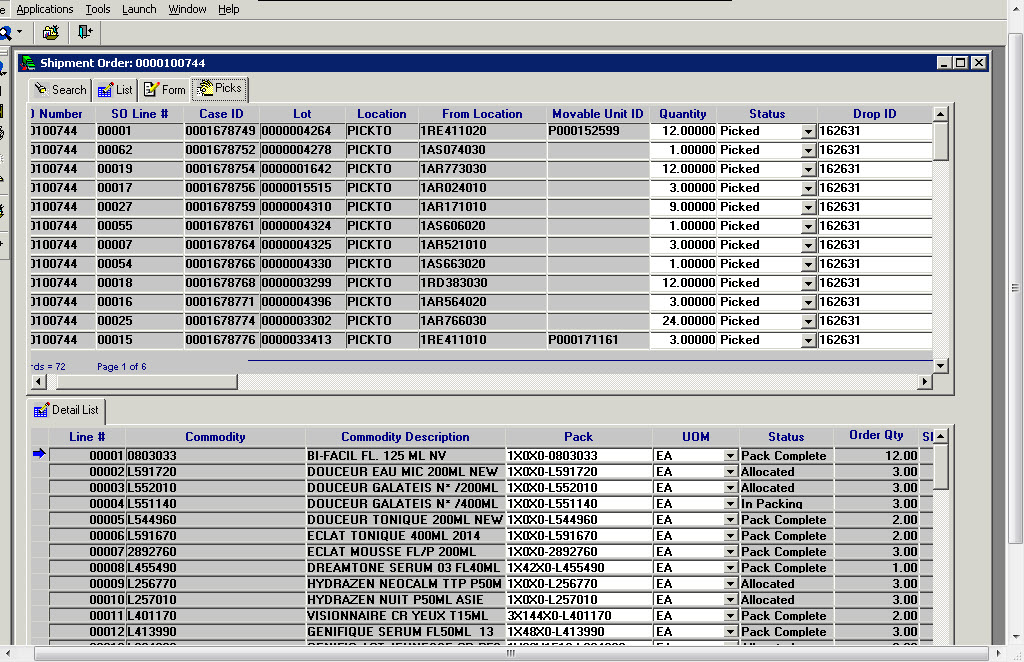 e Applications Tools Launch Window Help
Shipment Order: 0000100744
Search List Form Picks
Number SO Line # Case ID Lot Location From Location Movable Unit ID Quantity Status Drop ID
0100744 00001 0001678749 0000004264 PICKTO 1RE411020 P000152599 12.00000 Picked 162631
0100744 00062 0001678752 0000004278 PICKTO 1AS074030 1.00000 Picked 162631
0100744 00019 0001678754 0000001642 PICKTO 1AR773030 12.00000 Picked 162631
0100744 00017 0001678756 0000015515 PICKTO 1AR024010 3.00000 Picked 162631
0100744 00027 0001678759 0000004310 PICKTO 1AR171010 9.00000 Picked 162631
0100744 00055 0001678761 0000004324 PICKTO 1AS606020 1.00000 Picked 162631
0100744 00007 0001678764 0000004325 PICKTO 1AR521010 3.00000 Picked 162631
0100744 00054 0001678766 0000004330 PICKTO 1AS663020 1.00000 Picked 162631
0100744 00018 0001678768 0000003299 PICKTO 1RD383030 12.00000 Picked 162631
0100744 00016 0001678771 0000004396 PICKTO 1AR564020 3.00000 Picked 162631
0100744 00025 0001678774 0000003302 PICKTO 1AR766030 24.00000 Picked 162631
0100744 00015 0001678776 0000033413 PICKTO 1RE411010 P000171161 3.00000 Picked 162631
rds = 72 Page 1 of 6
Detail List
Line # Commodity Commodity Description Pack UOM Status Order Qty
00001 0803033 BI-FACIL FL. 125 ML NV 1X0X0-0803033 EA Pack Complete 12.00
00002 L591720 DOUCEUR EAU MIC 200ML NEW 1X0X0-L591720 EA Allocated 3.00
00003 L552010 DOUCEUR GALATEIS N* /200ML 1X0X0-L552010 EA Allocated 3.00
00004 L551140 DOUCEUR GALATEIS N* /400ML 1X0X0-L551140 EA In Packing 3.00
00005 L544960 DOUCEUR TONIQUE 200ML NEW 1X0X0-L544960 EA Pack Complete 2.00
00006 L591670 ECLAT TONIQUE 400ML 2014 1X0X0-L591670 EA Pack Complete 2.00
00007 2892760 ECLAT MOUSSE FL/P 200ML 1X0X0-2892760 EA Pack Complete 3.00
00008 L455490 DREAMTONE SERUM 03 FL40ML 1X42X0-L455490 EA Pack Complete 1.00
00009 L256770 HYDRAZEN NEOCALM TTP P50M 1X0X0-L256770 EA Allocated 3.00
00010 L257010 HYDRAZEN NUIT P50ML ASIE 1X0X0-L257010 EA Allocated 3.00
00011 L401170 VISIONNAIRE CR YEUX T15ML 3X144X0-L401170 EA Pack Complete 2.00
00012 L413990 GENIFIQUE SERUM FL50ML 13 1X48X0-L413990 EA Pack Complete 3.00